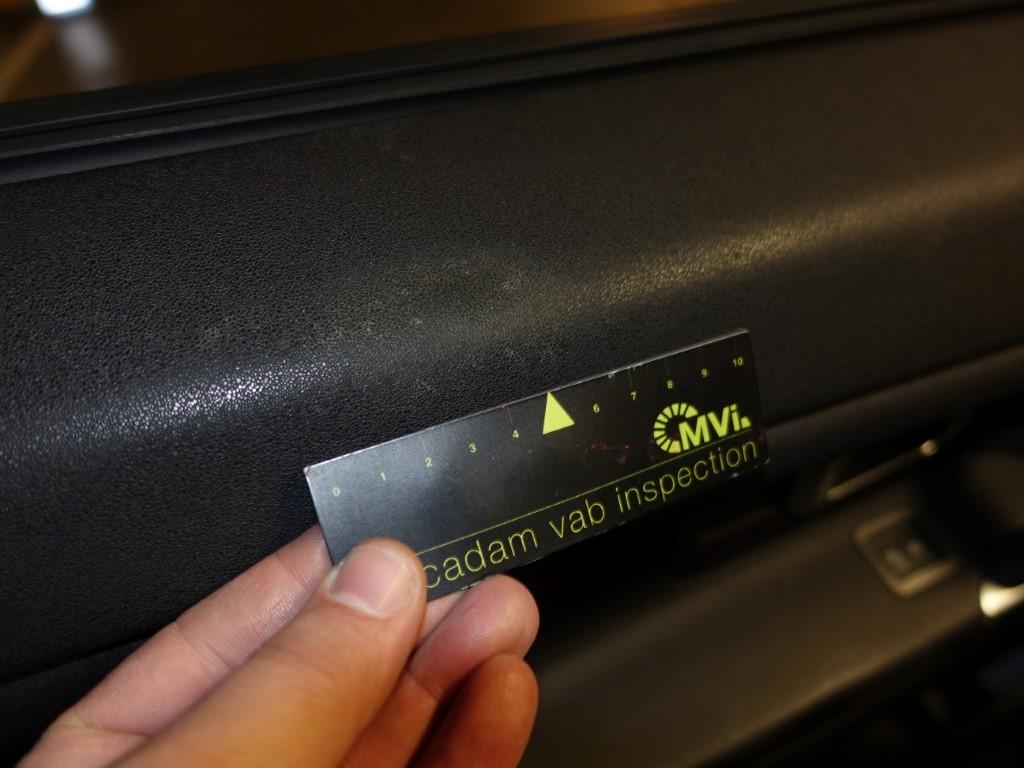 0 1 2 3 4 6 7 8 9 10
MVi.
cadam vab inspection